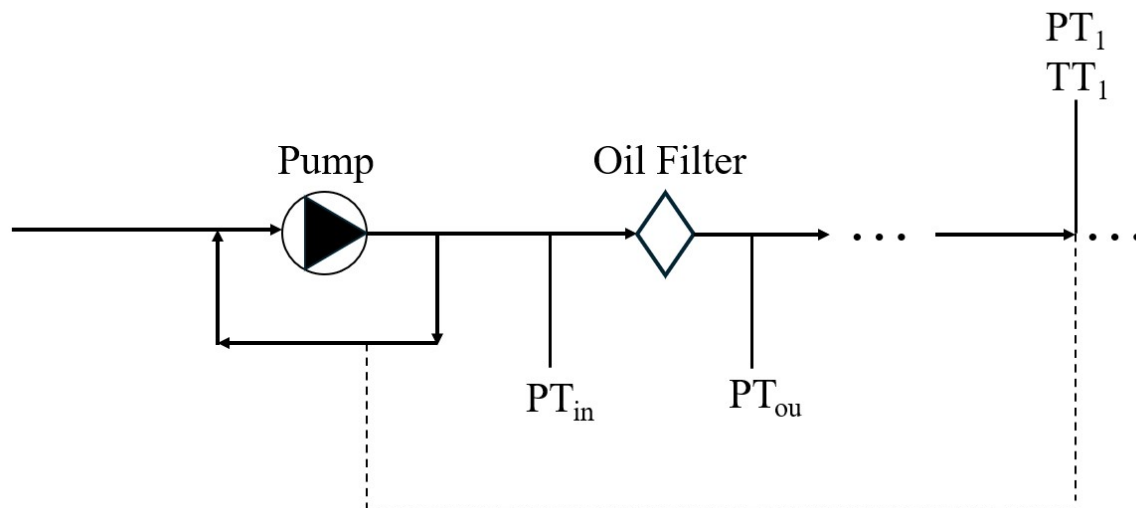 PT₁
TT₁
Pump
Oil Filter
. . .
. . .
PTᵢₙ
PTₒᵤ